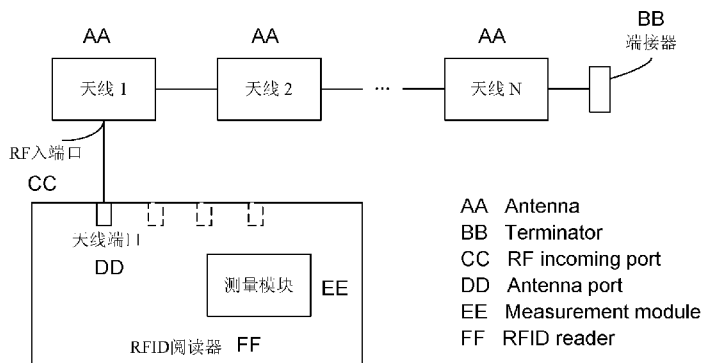 AA AA AA BB
端接器
天线 1 天线 2 ... 天线 N
RF入端口
CC
天线端口
DD
测量模块 EE
RFID阅读器 FF
AA Antenna
BB Terminator
CC RF incoming port
DD Antenna port
EE Measurement module
FF RFID reader